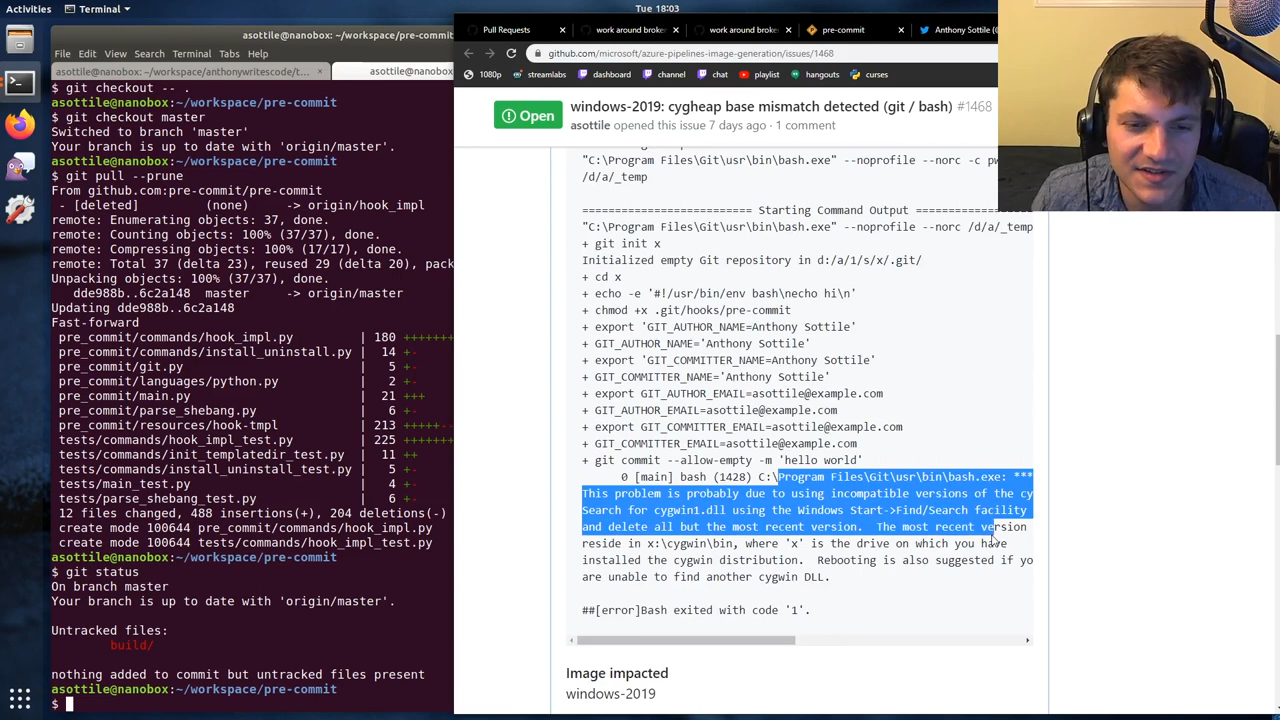 Activities
Terminal
Tue 18:03
asottile@nanobox: ~/workspace/pre-commit
File Edit View Search Terminal Tabs Help
asottile@nanobox: ~/workspace/anthonywritescode/t… ×
asottile@nanobox
$ git checkout -- .
asottile@nanobox:~/workspace/pre-commit
$ git checkout master
Switched to branch 'master'
Your branch is up to date with 'origin/master'.
asottile@nanobox:~/workspace/pre-commit
$ git pull --prune
From github.com:pre-commit/pre-commit
- [deleted] (none) -> origin/hook_impl
remote: Enumerating objects: 37, done.
remote: Counting objects: 100% (37/37), done.
remote: Compressing objects: 100% (17/17), done.
remote: Total 37 (delta 23), reused 29 (delta 20), pack
Unpacking objects: 100% (37/37), done.
dde988b..6c2a148 master -> origin/master
Updating dde988b..6c2a148
Fast-forward
pre_commit/commands/hook_impl.py | 180 ++++++
pre_commit/commands/install_uninstall.py | 14 +-
pre_commit/git.py | 5 +-
pre_commit/languages/python.py | 2 +-
pre_commit/main.py | 21 +++
pre_commit/parse_shebang.py | 6 +-
pre_commit/resources/hook-tmpl | 213 +++++--
tests/commands/hook_impl_test.py | 225 +++++++
tests/commands/init_templatedir_test.py | 11 ++
tests/commands/install_uninstall_test.py | 5 +-
tests/main_test.py | 4 +-
tests/parse_shebang_test.py | 6 +-
12 files changed, 488 insertions(+), 204 deletions(-)
create mode 100644 pre_commit/commands/hook_impl.py
create mode 100644 tests/commands/hook_impl_test.py
asottile@nanobox:~/workspace/pre-commit
$ git status
On branch master
Your branch is up to date with 'origin/master'.
Untracked files:
build/
nothing added to commit but untracked files present
asottile@nanobox:~/workspace/pre-commit
$
Pull Requests ×
work around broke ×
work around broke ×
pre-commit ×
Anthony Sottile (
github.com/microsoft/azure-pipelines-image-generation/issues/1468
1080p
streamlabs
dashboard
channel
chat
playlist
hangouts
curses
Open
windows-2019: cygheap base mismatch detected (git / bash) #1468
asottile opened this issue 7 days ago · 1 comment
"C:\Program Files\Git\usr\bin\bash.exe" --noprofile --norc -c pw
/d/a/_temp
========================== Starting Command Output ============
"C:\Program Files\Git\usr\bin\bash.exe" --noprofile --norc /d/a/_temp
+ git init x
Initialized empty Git repository in d:/a/1/s/x/.git/
+ cd x
+ echo -e '#!/usr/bin/env bash\necho hi\n'
+ chmod +x .git/hooks/pre-commit
+ export 'GIT_AUTHOR_NAME=Anthony Sottile'
+ GIT_AUTHOR_NAME='Anthony Sottile'
+ export 'GIT_COMMITTER_NAME=Anthony Sottile'
+ GIT_COMMITTER_NAME='Anthony Sottile'
+ export GIT_AUTHOR_EMAIL=asottile@example.com
+ GIT_AUTHOR_EMAIL=asottile@example.com
+ export GIT_COMMITTER_EMAIL=asottile@example.com
+ GIT_COMMITTER_EMAIL=asottile@example.com
+ git commit --allow-empty -m 'hello world'
0 [main] bash (1428) C:\Program Files\Git\usr\bin\bash.exe: ***
This problem is probably due to using incompatible versions of the cy
Search for cygwin1.dll using the Windows Start->Find/Search facility
and delete all but the most recent version. The most recent version
reside in x:\cygwin\bin, where 'x' is the drive on which you have
installed the cygwin distribution. Rebooting is also suggested if yo
are unable to find another cygwin DLL.
##[error]Bash exited with code '1'.
Image impacted
windows-2019